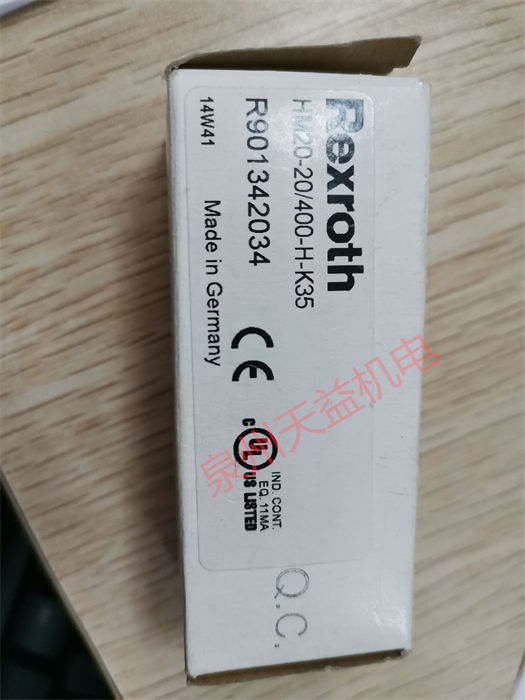 Rexroth
HM20-20/400-H-K35
R901342034
14W41
Made in Germany
CE
C UL US LISTED
IND. CONT.
EQ. 11MA
Q.C.
泉州天益机电